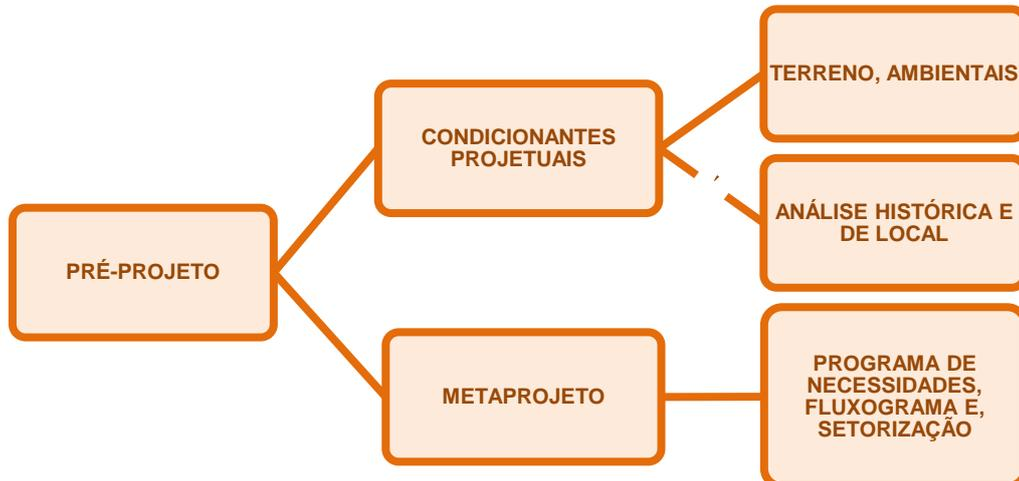 PRÉ-PROJETO
CONDICIONANTES
PROJETUAIS
TERRENO, AMBIENTAIS
ANÁLISE HISTÓRICA E
DE LOCAL
METAPROJETO
PROGRAMA DE
NECESSIDADES,
FLUXOGRAMA E,
SETORIZAÇÃO